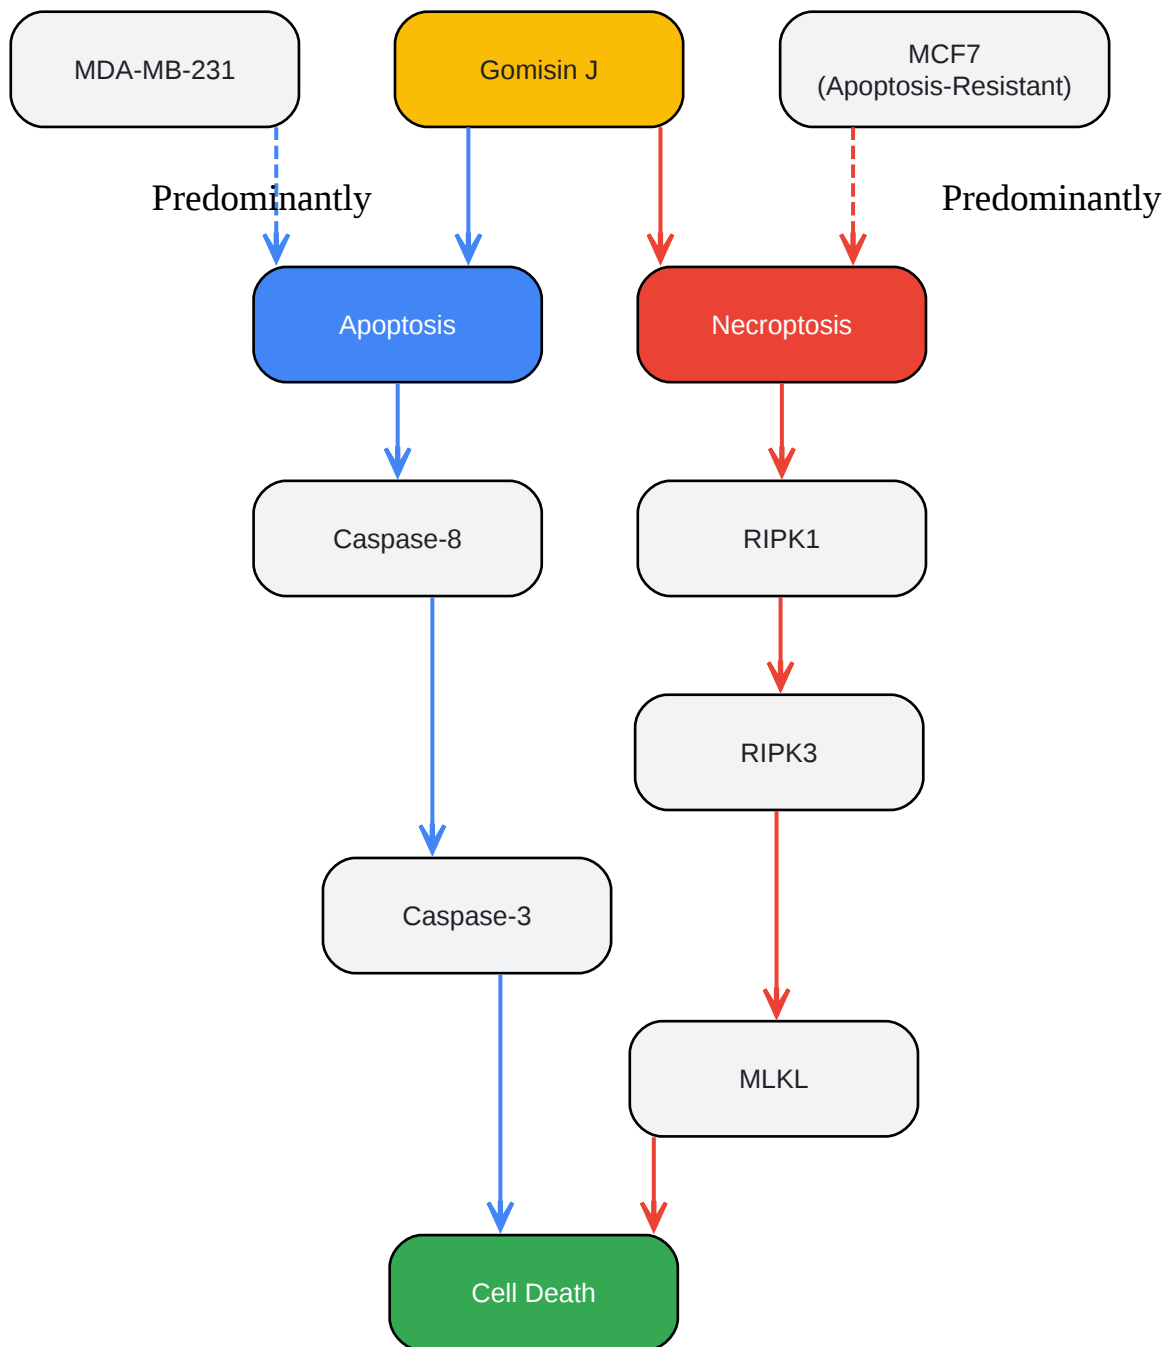 MDA-MB-231
Gomisin J
MCF7
(Apoptosis-Resistant)
Predominantly
Predominantly
Apoptosis
Necroptosis
Caspase-8
RIPK1
RIPK3
Caspase-3
MLKL
Cell Death